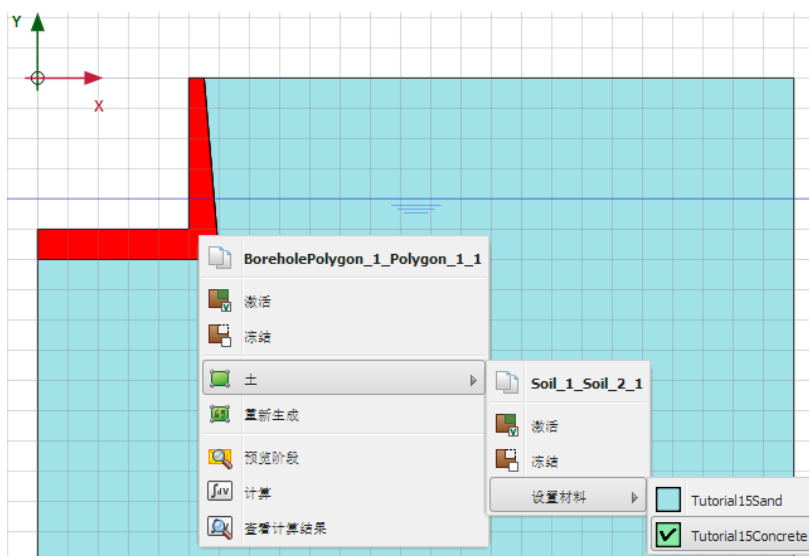 Y
X
BoreholePolygon_1_Polygon_1_1
激活
冻结
土
重新生成
预览阶段
计算
查看计算结果
Soil_1_Soil_2_1
激活
冻结
设置材料
Tutorial15Sand
Tutorial15Concrete